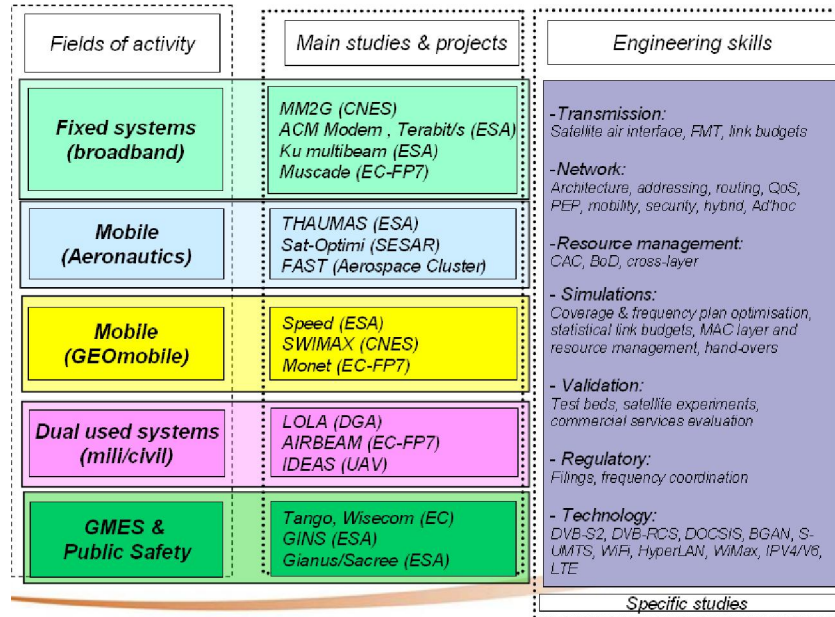 Fields of activity
Main studies & projects
Engineering skills
Fixed systems
(broadband)
MM2G (CNES)
ACM Modem , Terabit/s (ESA)
Ku multibeam (ESA)
Muscade (EC-FP7)
Mobile
(Aeronautics)
THAUMAS (ESA)
Sat-Optimi (SESAR)
FAST (Aerospace Cluster)
Mobile
(GEOmobile)
Speed (ESA)
SWIMAX (CNES)
Monet (EC-FP7)
Dual used systems
(mili/civil)
LOLA (DGA)
AIRBEAM (EC-FP7)
IDEAS (UAV)
GMES &
Public Safety
Tango, Wisecom (EC)
GINS (ESA)
Gianus/Sacree (ESA)
-Transmission:
Satellite air interface, FMT, link budgets
-Network:
Architecture, addressing, routing, QoS,
PEP, mobility, security, hybrid, Ad'hoc
-Resource management:
CAC, BoD, cross-layer
- Simulations:
Coverage & frequency plan optimisation,
statistical link budgets, MAC layer and
resource management, hand-overs
- Validation:
Test beds, satellite experiments,
commercial services evaluation
- Regulatory:
Filings, frequency coordination
- Technology:
DVB-S2, DVB-RCS, DOCSIS, BGAN, S-
UMTS, WiFi, HyperLAN, WiMax, IPV4/V6,
LTE
Specific studies